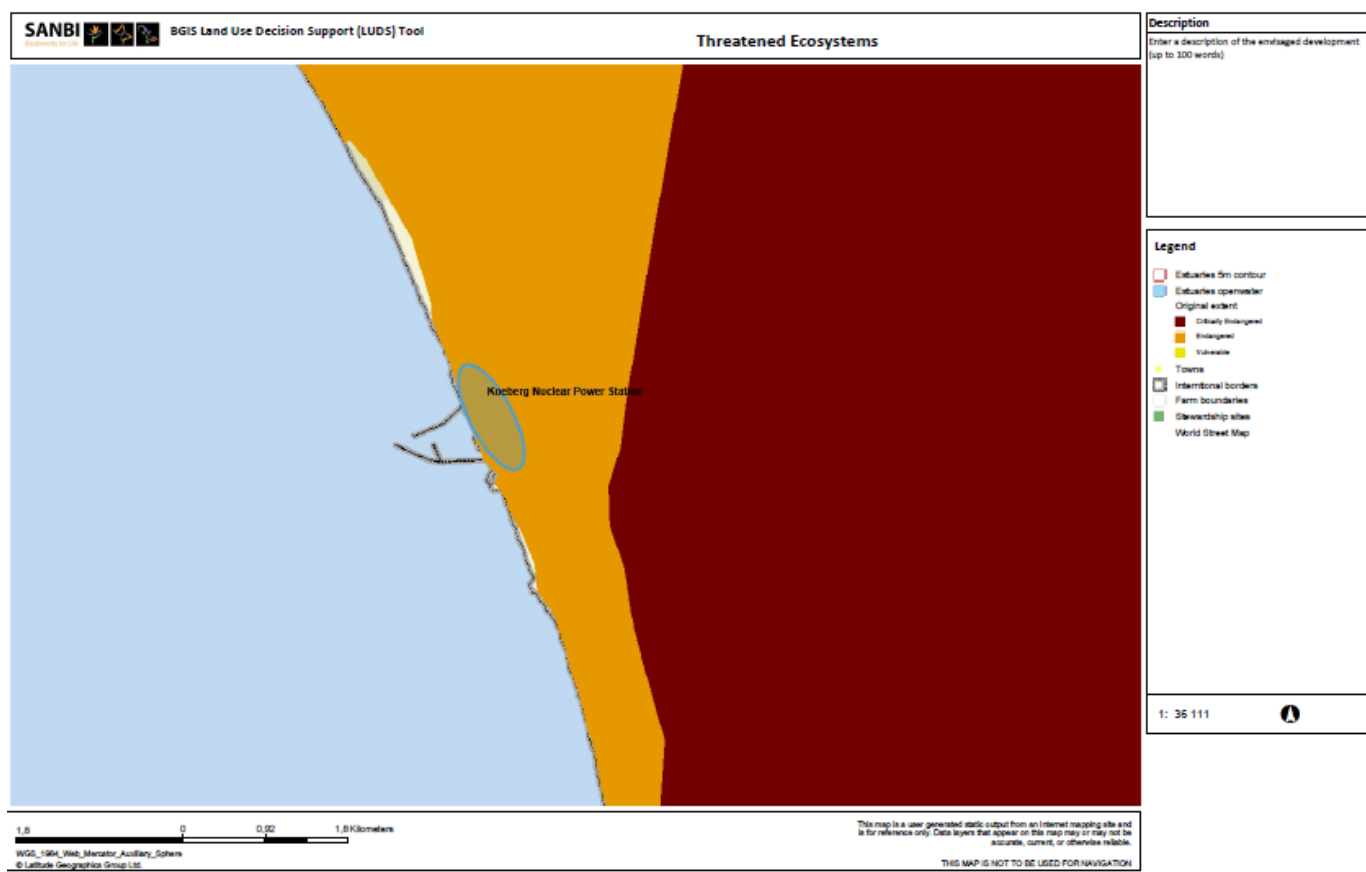 SANBI
Biodiversity for Life
BGIS Land Use Decision Support (LUDS) Tool
Threatened Ecosystems
Description
Enter a description of the envisaged development
(up to 100 words)
Koeberg Nuclear Power Station
Legend
Estuaries 5m contour
Estuaries openwater
Original extent
Critically Endangered
Endangered
Vulnerable
Towns
Interntional borders
Farm boundaries
Stewardship sites
World Street Map
1: 36 111
1,8 0 0,92 1,8 Kilometers
WGS_1984_Web_Mercator_Auxiliary_Sphere
© Latitude Geographics Group Ltd.
This map is a user generated static output from an Internet mapping site and
is for reference only. Data layers that appear on this map may or may not be
accurate, current, or otherwise reliable.
THIS MAP IS NOT TO BE USED FOR NAVIGATION